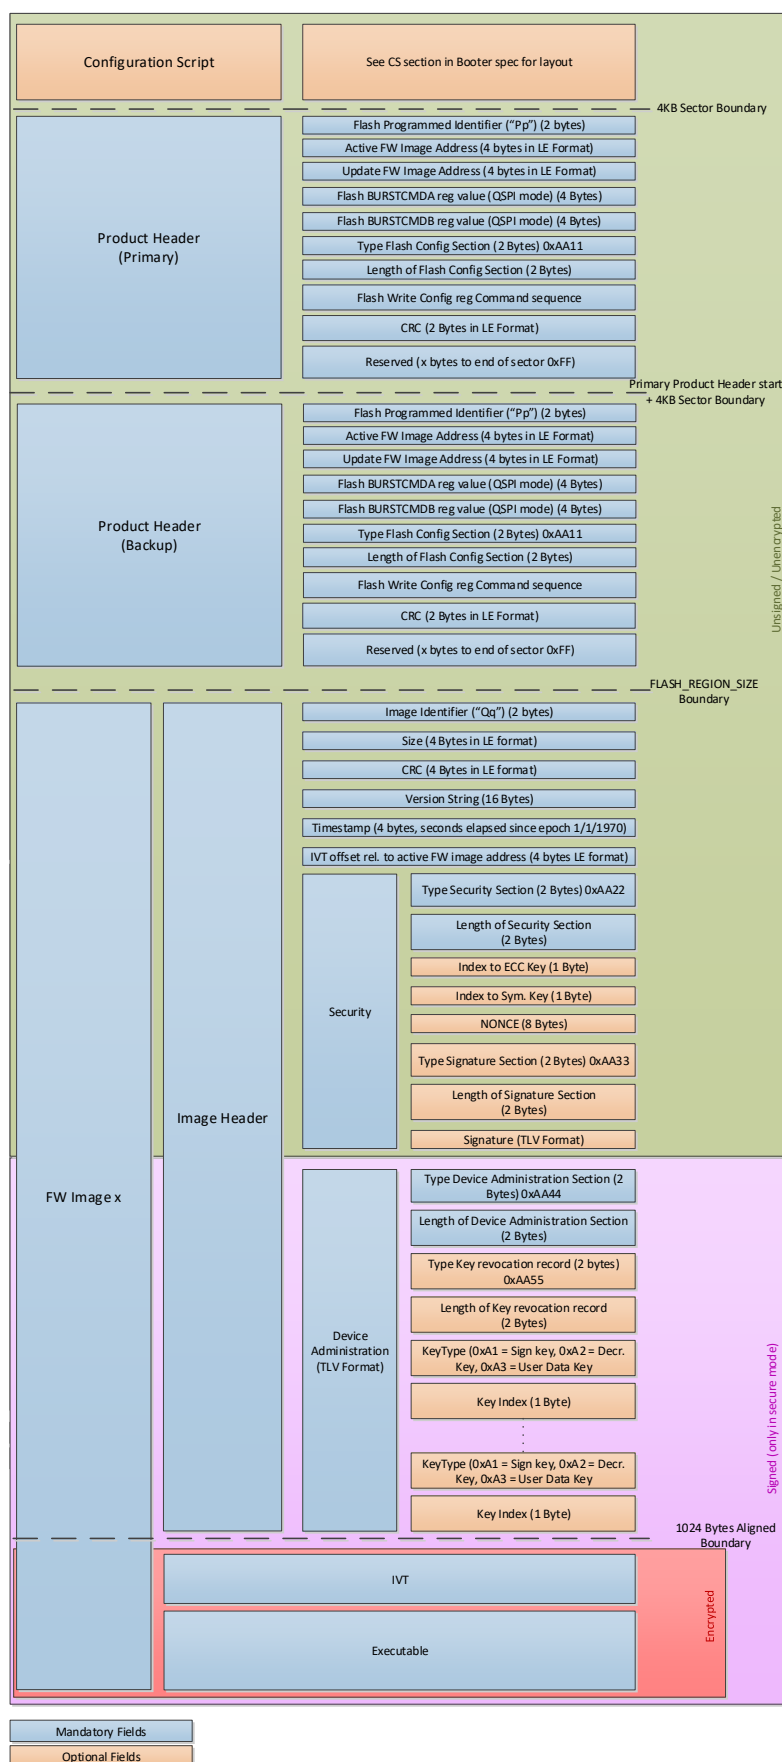 Configuration Script
See CS section in Booter spec for layout
4KB Sector Boundary
Product Header
(Primary)
Flash Programmed Identifier (“Pp”) (2 bytes)
Active FW Image Address (4 bytes in LE Format)
Update FW Image Address (4 bytes in LE Format)
Flash BURSTCMDA reg value (QSPI mode) (4 Bytes)
Flash BURSTCMDB reg value (QSPI mode) (4 Bytes)
Type Flash Config Section (2 Bytes) 0xAA11
Length of Flash Config Section (2 Bytes)
Flash Write Config reg Command sequence
CRC (2 Bytes in LE Format)
Reserved (x bytes to end of sector 0xFF)
Primary Product Header start
+ 4KB Sector Boundary
Product Header
(Backup)
Flash Programmed Identifier (“Pp”) (2 bytes)
Active FW Image Address (4 bytes in LE Format)
Update FW Image Address (4 bytes in LE Format)
Flash BURSTCMDA reg value (QSPI mode) (4 Bytes)
Flash BURSTCMDB reg value (QSPI mode) (4 Bytes)
Type Flash Config Section (2 Bytes) 0xAA11
Length of Flash Config Section (2 Bytes)
Flash Write Config reg Command sequence
CRC (2 Bytes in LE Format)
Reserved (x bytes to end of sector 0xFF)
Unsigned / Unencrypted
FLASH_REGION_SIZE
Boundary
FW Image x
Image Header
Image Identifier (“Qq”) (2 bytes)
Size (4 Bytes in LE format)
CRC (4 Bytes in LE format)
Version String (16 Bytes)
Timestamp (4 bytes, seconds elapsed since epoch 1/1/1970)
IVT offset rel. to active FW image address (4 bytes LE format)
Security
Type Security Section (2 Bytes) 0xAA22
Length of Security Section
(2 Bytes)
Index to ECC Key (1 Byte)
Index to Sym. Key (1 Byte)
NONCE (8 Bytes)
Type Signature Section (2 Bytes) 0xAA33
Length of Signature Section
(2 Bytes)
Signature (TLV Format)
Device
Administration
(TLV Format)
Type Device Administration Section (2
Bytes) 0xAA44
Length of Device Administration Section
(2 Bytes)
Type Key revocation record (2 bytes)
0xAA55
Length of Key revocation record
(2 Bytes)
KeyType (0xA1 = Sign key, 0xA2 = Decr.
Key, 0xA3 = User Data Key
Key Index (1 Byte)
KeyType (0xA1 = Sign key, 0xA2 = Decr.
Key, 0xA3 = User Data Key
Key Index (1 Byte)
Signed (only in secure mode)
1024 Bytes Aligned
Boundary
IVT
Executable
Encrypted
Mandatory Fields
Optional Fields